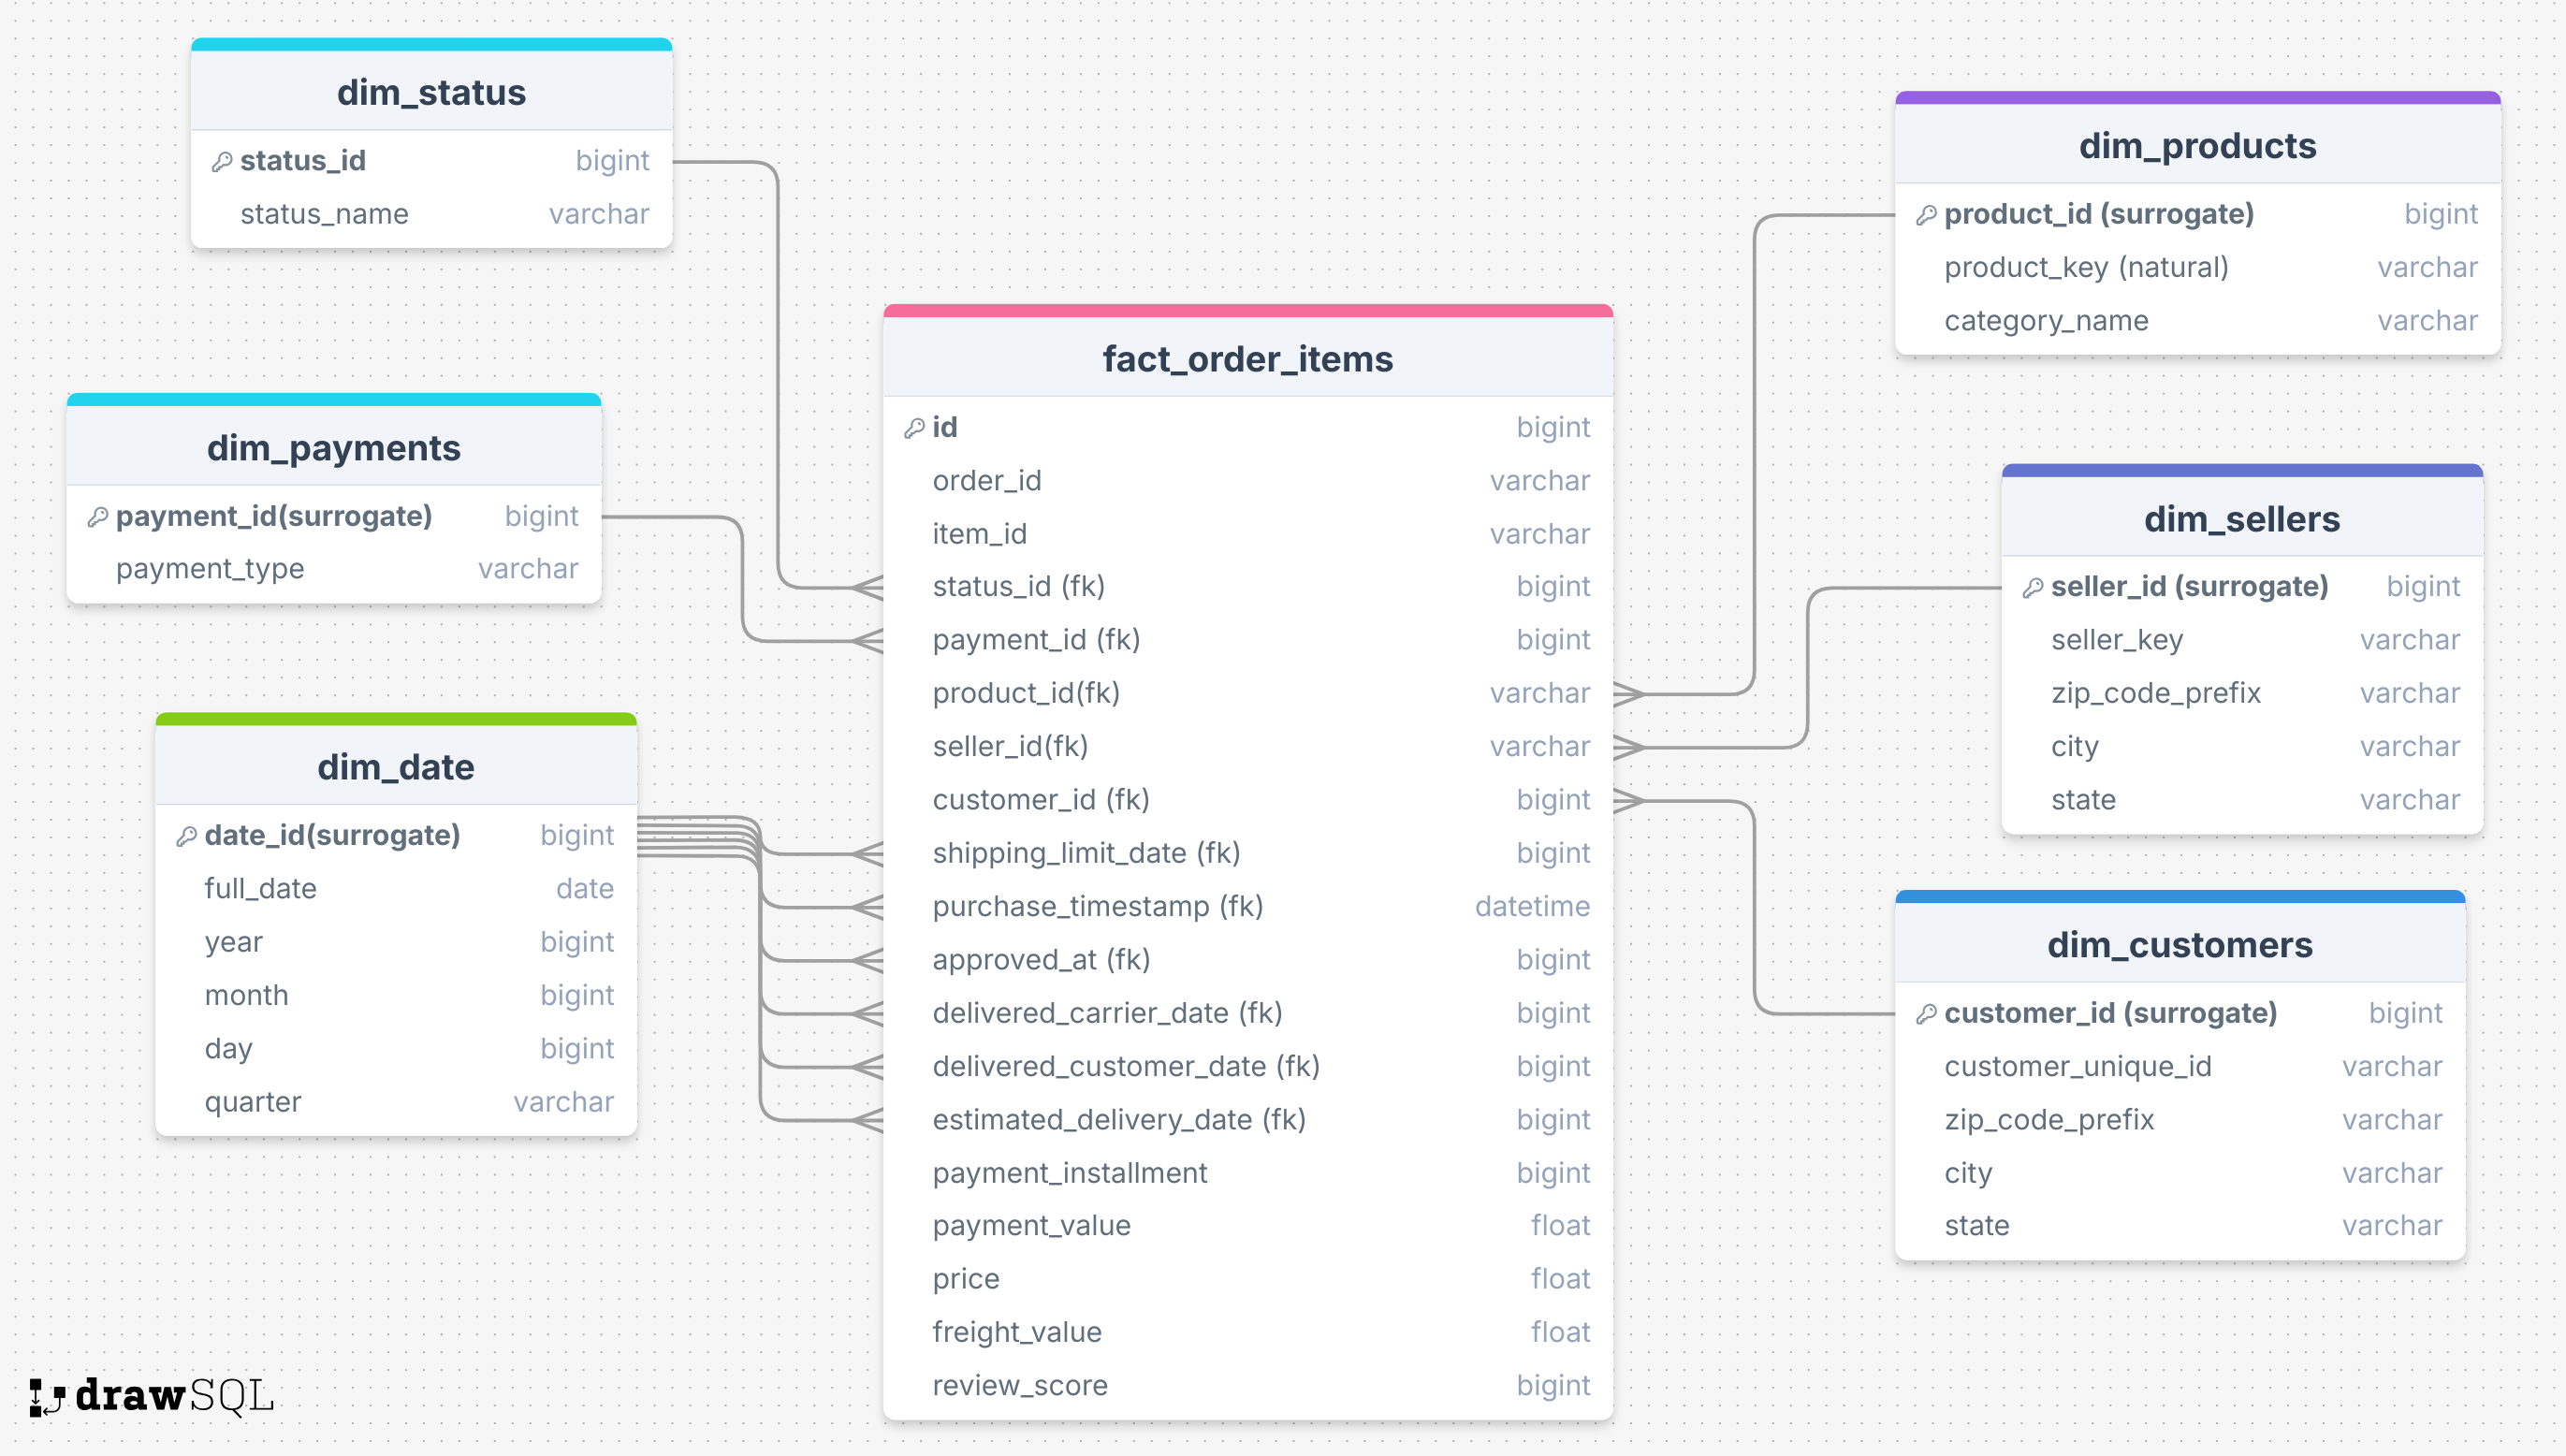 dim_status
status_id bigint
status_name varchar
dim_payments
payment_id(surrogate) bigint
payment_type varchar
dim_date
date_id(surrogate) bigint
full_date date
year bigint
month bigint
day bigint
quarter varchar
fact_order_items
id bigint
order_id varchar
item_id varchar
status_id (fk) bigint
payment_id (fk) bigint
product_id(fk) varchar
seller_id(fk) varchar
customer_id (fk) bigint
shipping_limit_date (fk) bigint
purchase_timestamp (fk) datetime
approved_at (fk) bigint
delivered_carrier_date (fk) bigint
delivered_customer_date (fk) bigint
estimated_delivery_date (fk) bigint
payment_installment bigint
payment_value float
price float
freight_value float
review_score bigint
dim_products
product_id (surrogate) bigint
product_key (natural) varchar
category_name varchar
dim_sellers
seller_id (surrogate) bigint
seller_key varchar
zip_code_prefix varchar
city varchar
state varchar
dim_customers
customer_id (surrogate) bigint
customer_unique_id varchar
zip_code_prefix varchar
city varchar
state varchar
drawSQL